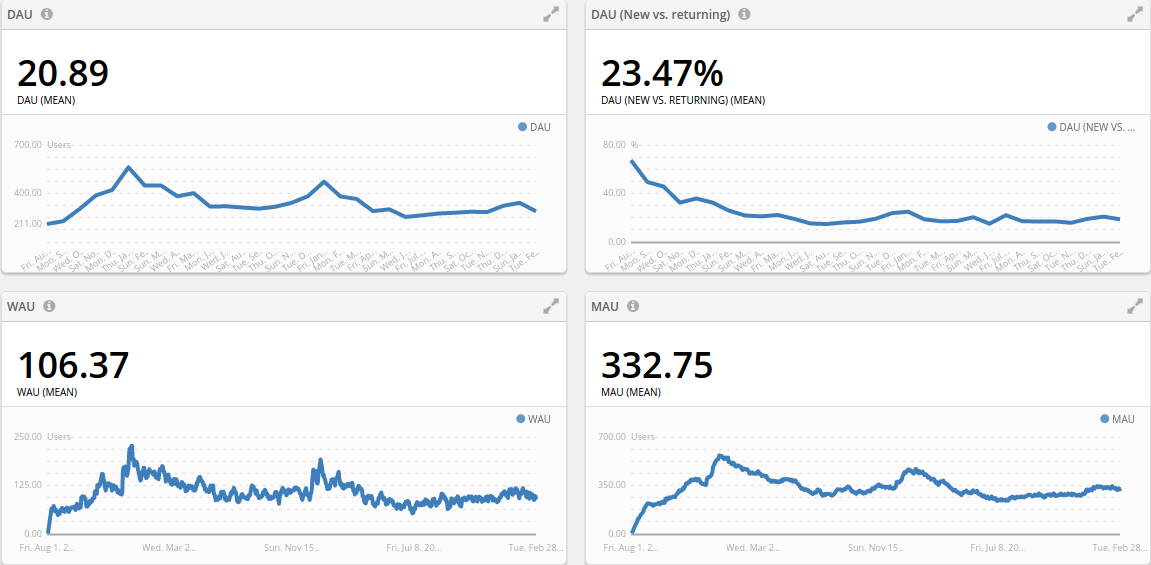 DAU
20.89
DAU (MEAN)
DAU
700.00 Users
400.00
211.00
Fri. Au... Mon. S... Wed. O... Sat. No... Mon. D... Thu. Ja... Sun. Fe... Wed. A... Fri. Ma... Mon. J... Wed. J... Sat. Au... Tue. Se... Thu. O... Sun. N... Tue. D... Fri. Jan... Mon. F... Tue. M... Fri. Ap... Sun. M... Wed. J... Fri. Jul ... Mon. A... Thu. S... Sat. Oc... Tue. N... Thu. D... Sun. Ja... Tue. Fe...
DAU (New vs. returning)
23.47%
DAU (NEW VS. RETURNING) (MEAN)
DAU (NEW VS. ...
80.00 %
40.00
0.00
Fri. Au... Mon. S... Wed. O... Sat. No... Mon. D... Thu. Ja... Sun. Fe... Wed. A... Fri. Ma... Mon. J... Wed. J... Sat. Au... Tue. Se... Thu. O... Sun. N... Tue. D... Fri. Jan... Mon. F... Tue. M... Fri. Ap... Sun. M... Wed. J... Fri. Jul ... Mon. A... Thu. S... Sat. Oc... Tue. N... Thu. D... Sun. Ja... Tue. Fe...
WAU
106.37
WAU (MEAN)
WAU
250.00 Users
125.00
0.00
Fri. Aug 1, 2... Wed. Mar 2... Sun. Nov 15... Fri. Jul 8, 20... Tue. Feb 28...
MAU
332.75
MAU (MEAN)
MAU
700.00 Users
350.00
0.00
Fri. Aug 1, 2... Wed. Mar 2... Sun. Nov 15... Fri. Jul 8, 20... Tue. Feb 28...